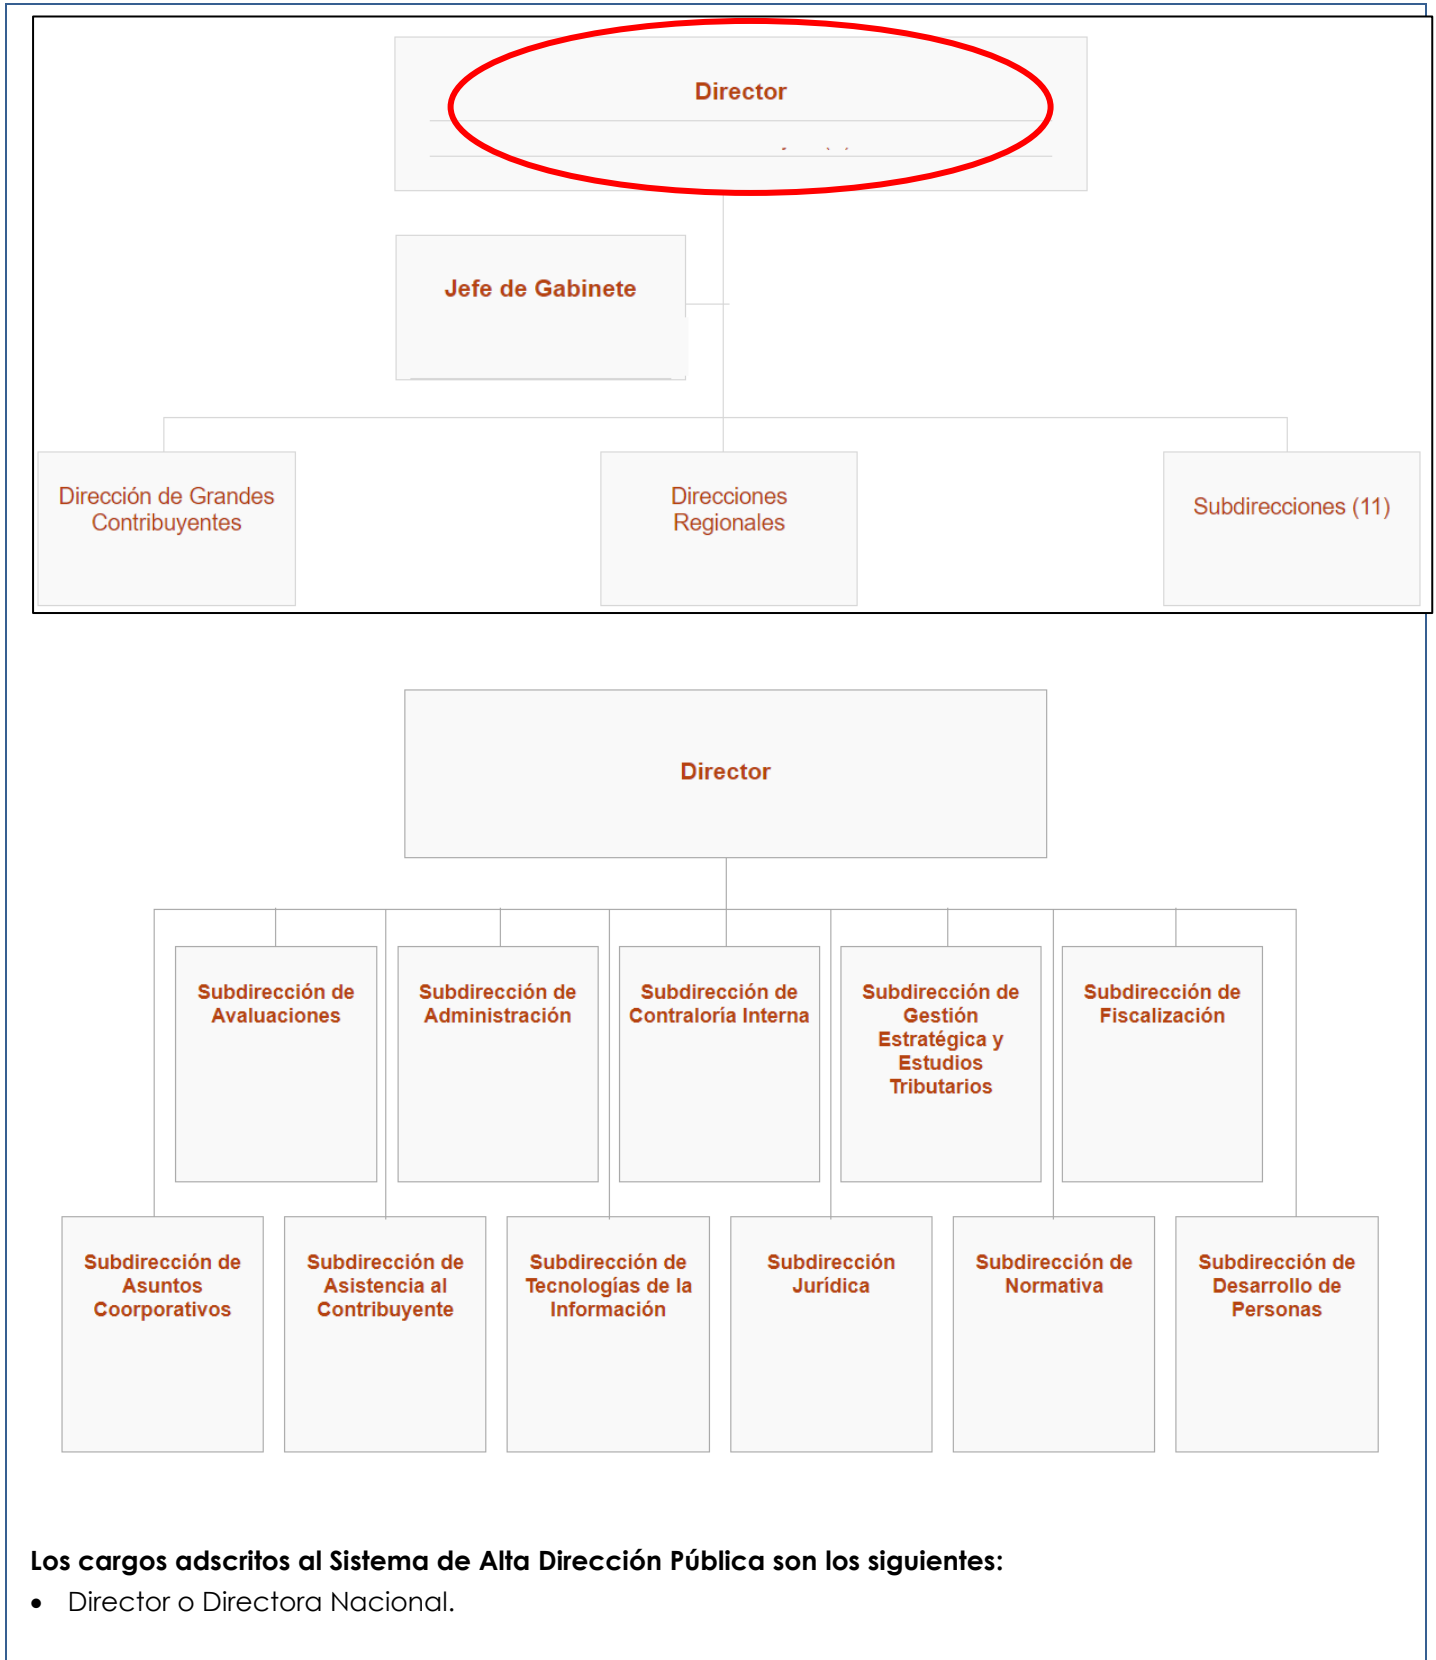 Director
Jefe de Gabinete
Dirección de Grandes
Contribuyentes
Direcciones
Regionales
Subdirecciones (11)
Director
Subdirección de
Avaluaciones
Subdirección de
Administración
Subdirección de
Contraloría Interna
Subdirección de
Gestión
Estratégica y
Estudios
Tributarios
Subdirección de
Fiscalización
Subdirección de
Asuntos
Coorporativos
Subdirección de
Asistencia al
Contribuyente
Subdirección de
Tecnologías de la
Información
Subdirección
Jurídica
Subdirección de
Normativa
Subdirección de
Desarrollo de
Personas
Los cargos adscritos al Sistema de Alta Dirección Pública son los siguientes:
• Director o Directora Nacional.